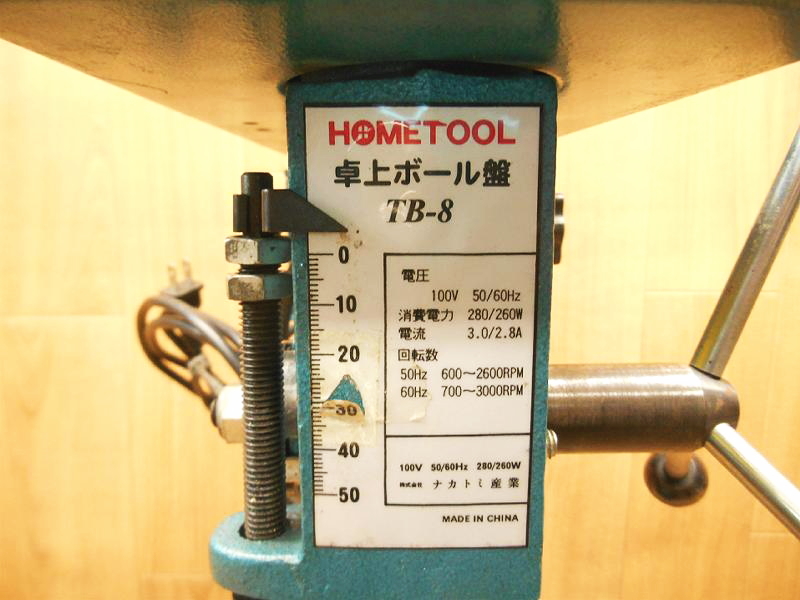 HOMETOOL
卓上ボール盤
TB-8
0
10
20
30
40
50
電圧
100V 50/60Hz
消費電力 280/260W
電流 3.0/2.8A
回転数
50Hz 600〜2600RPM
60Hz 700〜3000RPM
100V 50/60Hz 280/260W
株式会社 ナカトミ産業
MADE IN CHINA